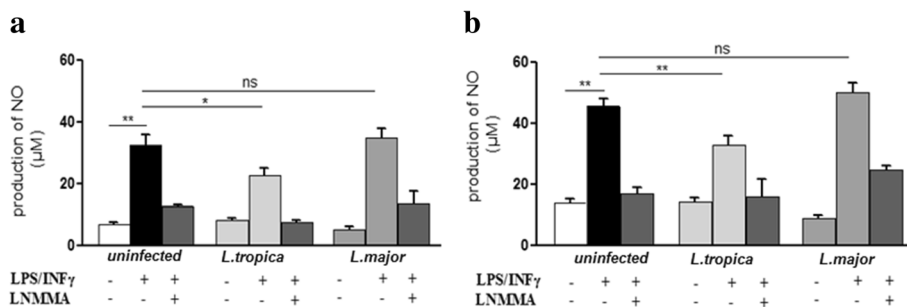 a
production of NO
(μM)
60
40
20
0
ns
*
**
uninfected L.tropica L.major
LPS/INFγ - + + - + + - + +
LNMMA + + +
b
production of NO
(μM)
60
40
20
0
ns
**
**
uninfected L.tropica L.major
LPS/INFγ - + + - + + - + +
LNMMA + + +